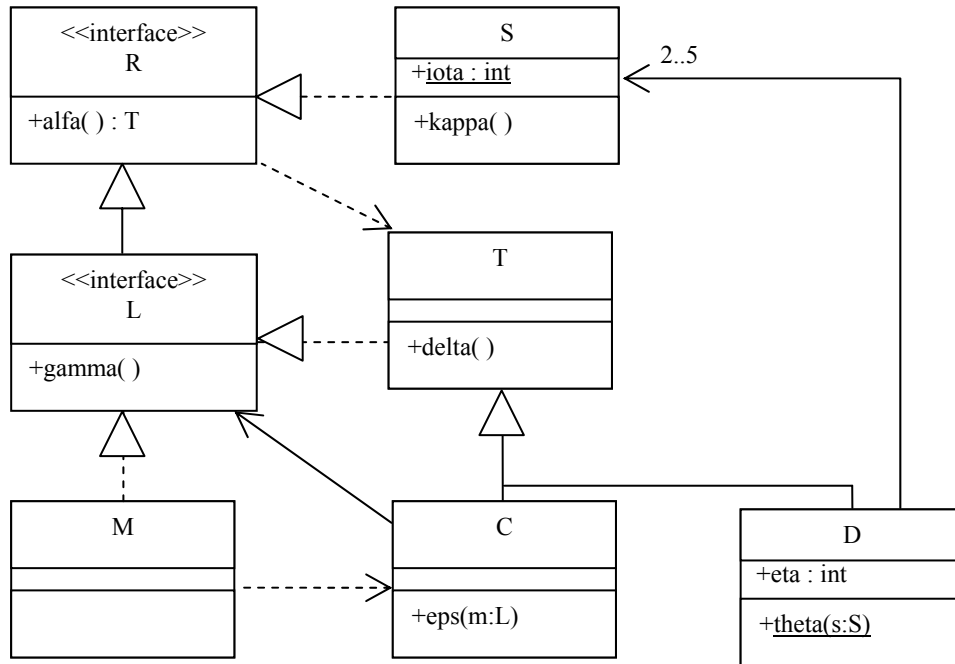 <<interface>>
R
+alfa( ) : T
S
+iota : int
+kappa( )
2..5
<<interface>>
L
+gamma( )
T
+delta( )
M
C
+eps(m:L)
D
+eta : int
+theta(s:S)